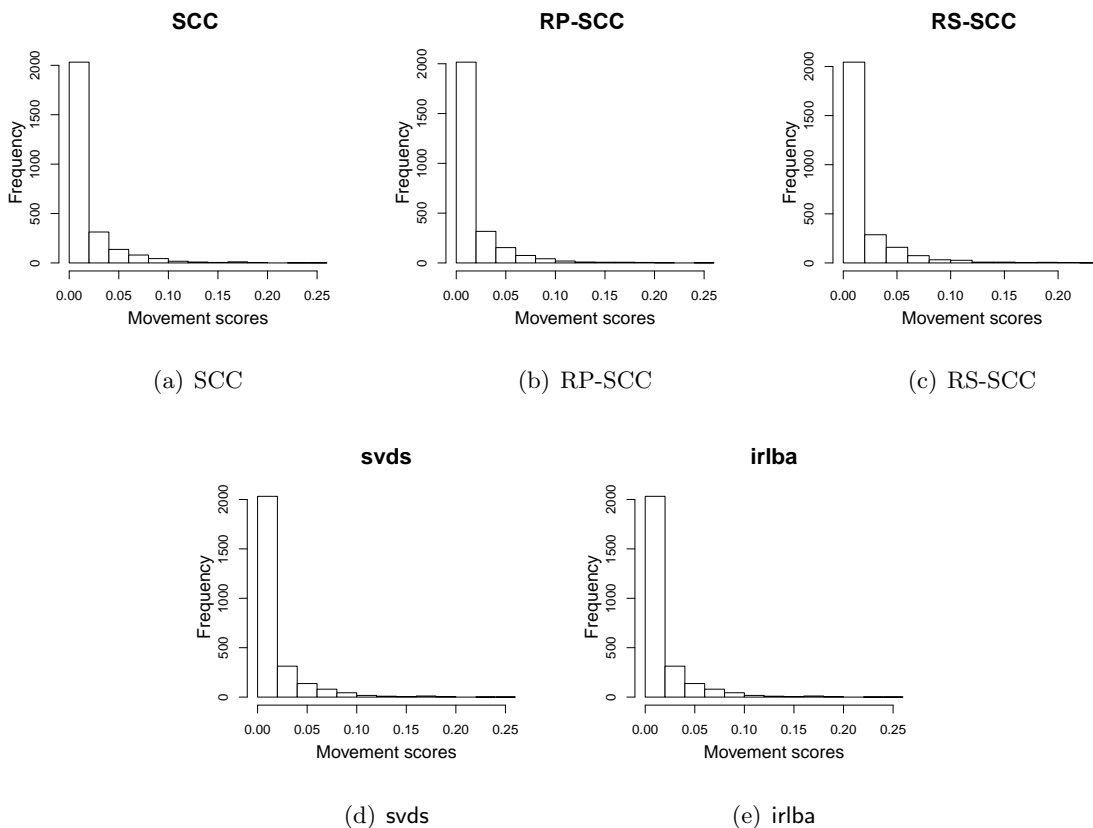 SCC
Frequency
0 500 1000 1500 2000
0.00 0.05 0.10 0.15 0.20 0.25
Movement scores
(a) SCC
RP-SCC
Frequency
0 500 1000 1500 2000
0.00 0.05 0.10 0.15 0.20 0.25
Movement scores
(b) RP-SCC
RS-SCC
Frequency
0 500 1000 1500 2000
0.00 0.05 0.10 0.15 0.20
Movement scores
(c) RS-SCC
svds
Frequency
0 500 1000 1500 2000
0.00 0.05 0.10 0.15 0.20 0.25
Movement scores
(d) svds
irlba
Frequency
0 500 1000 1500 2000
0.00 0.05 0.10 0.15 0.20 0.25
Movement scores
(e) irlba